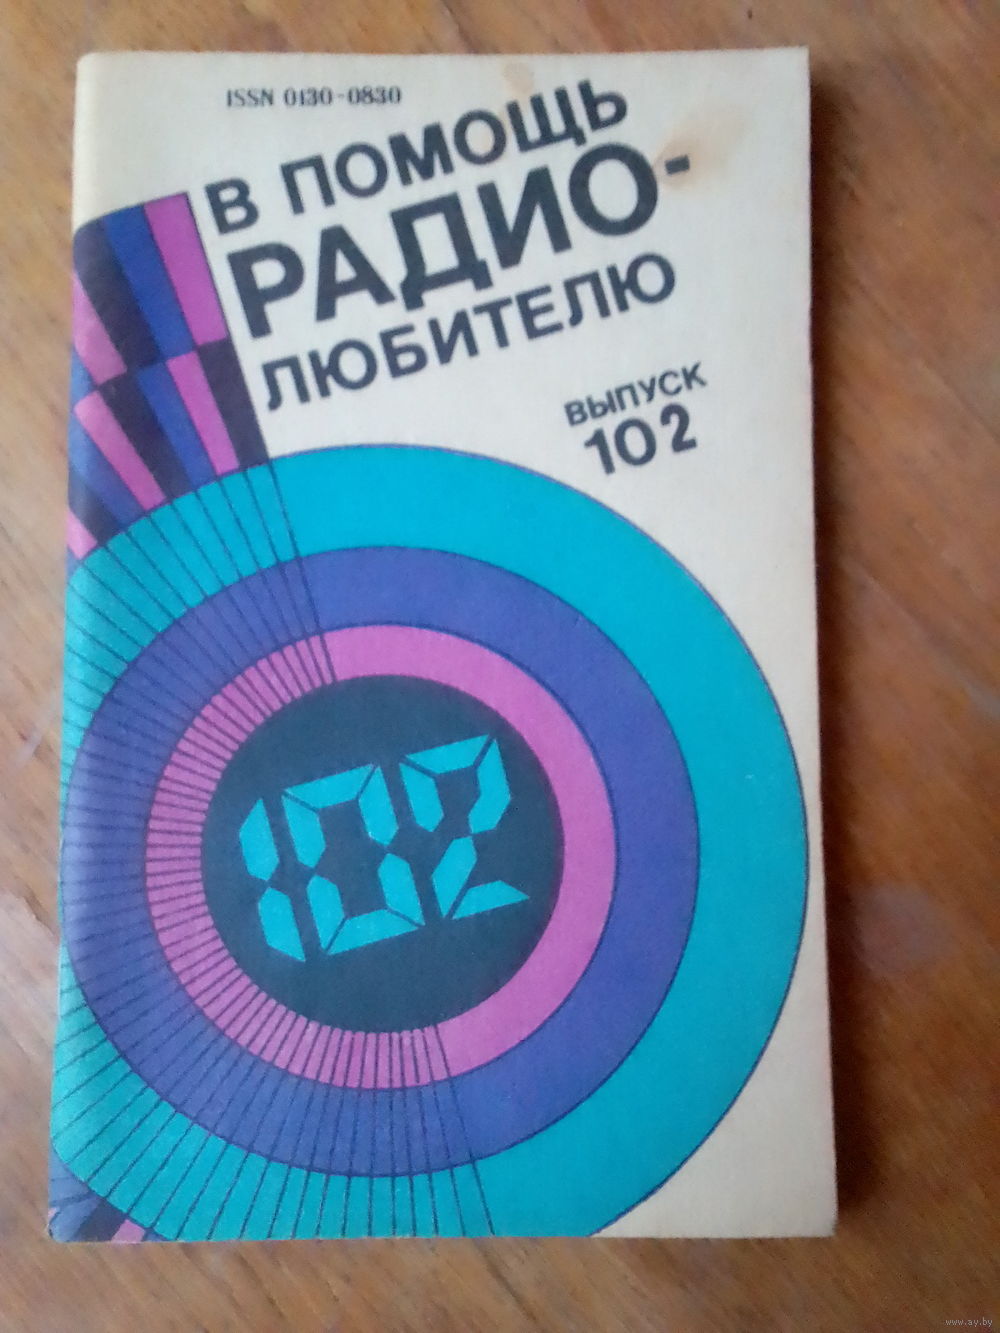 ISSN 0130-0830
В ПОМОЩЬ
РАДИО-
ЛЮБИТЕЛЮ
ВЫПУСК
102
102
www.ay.by